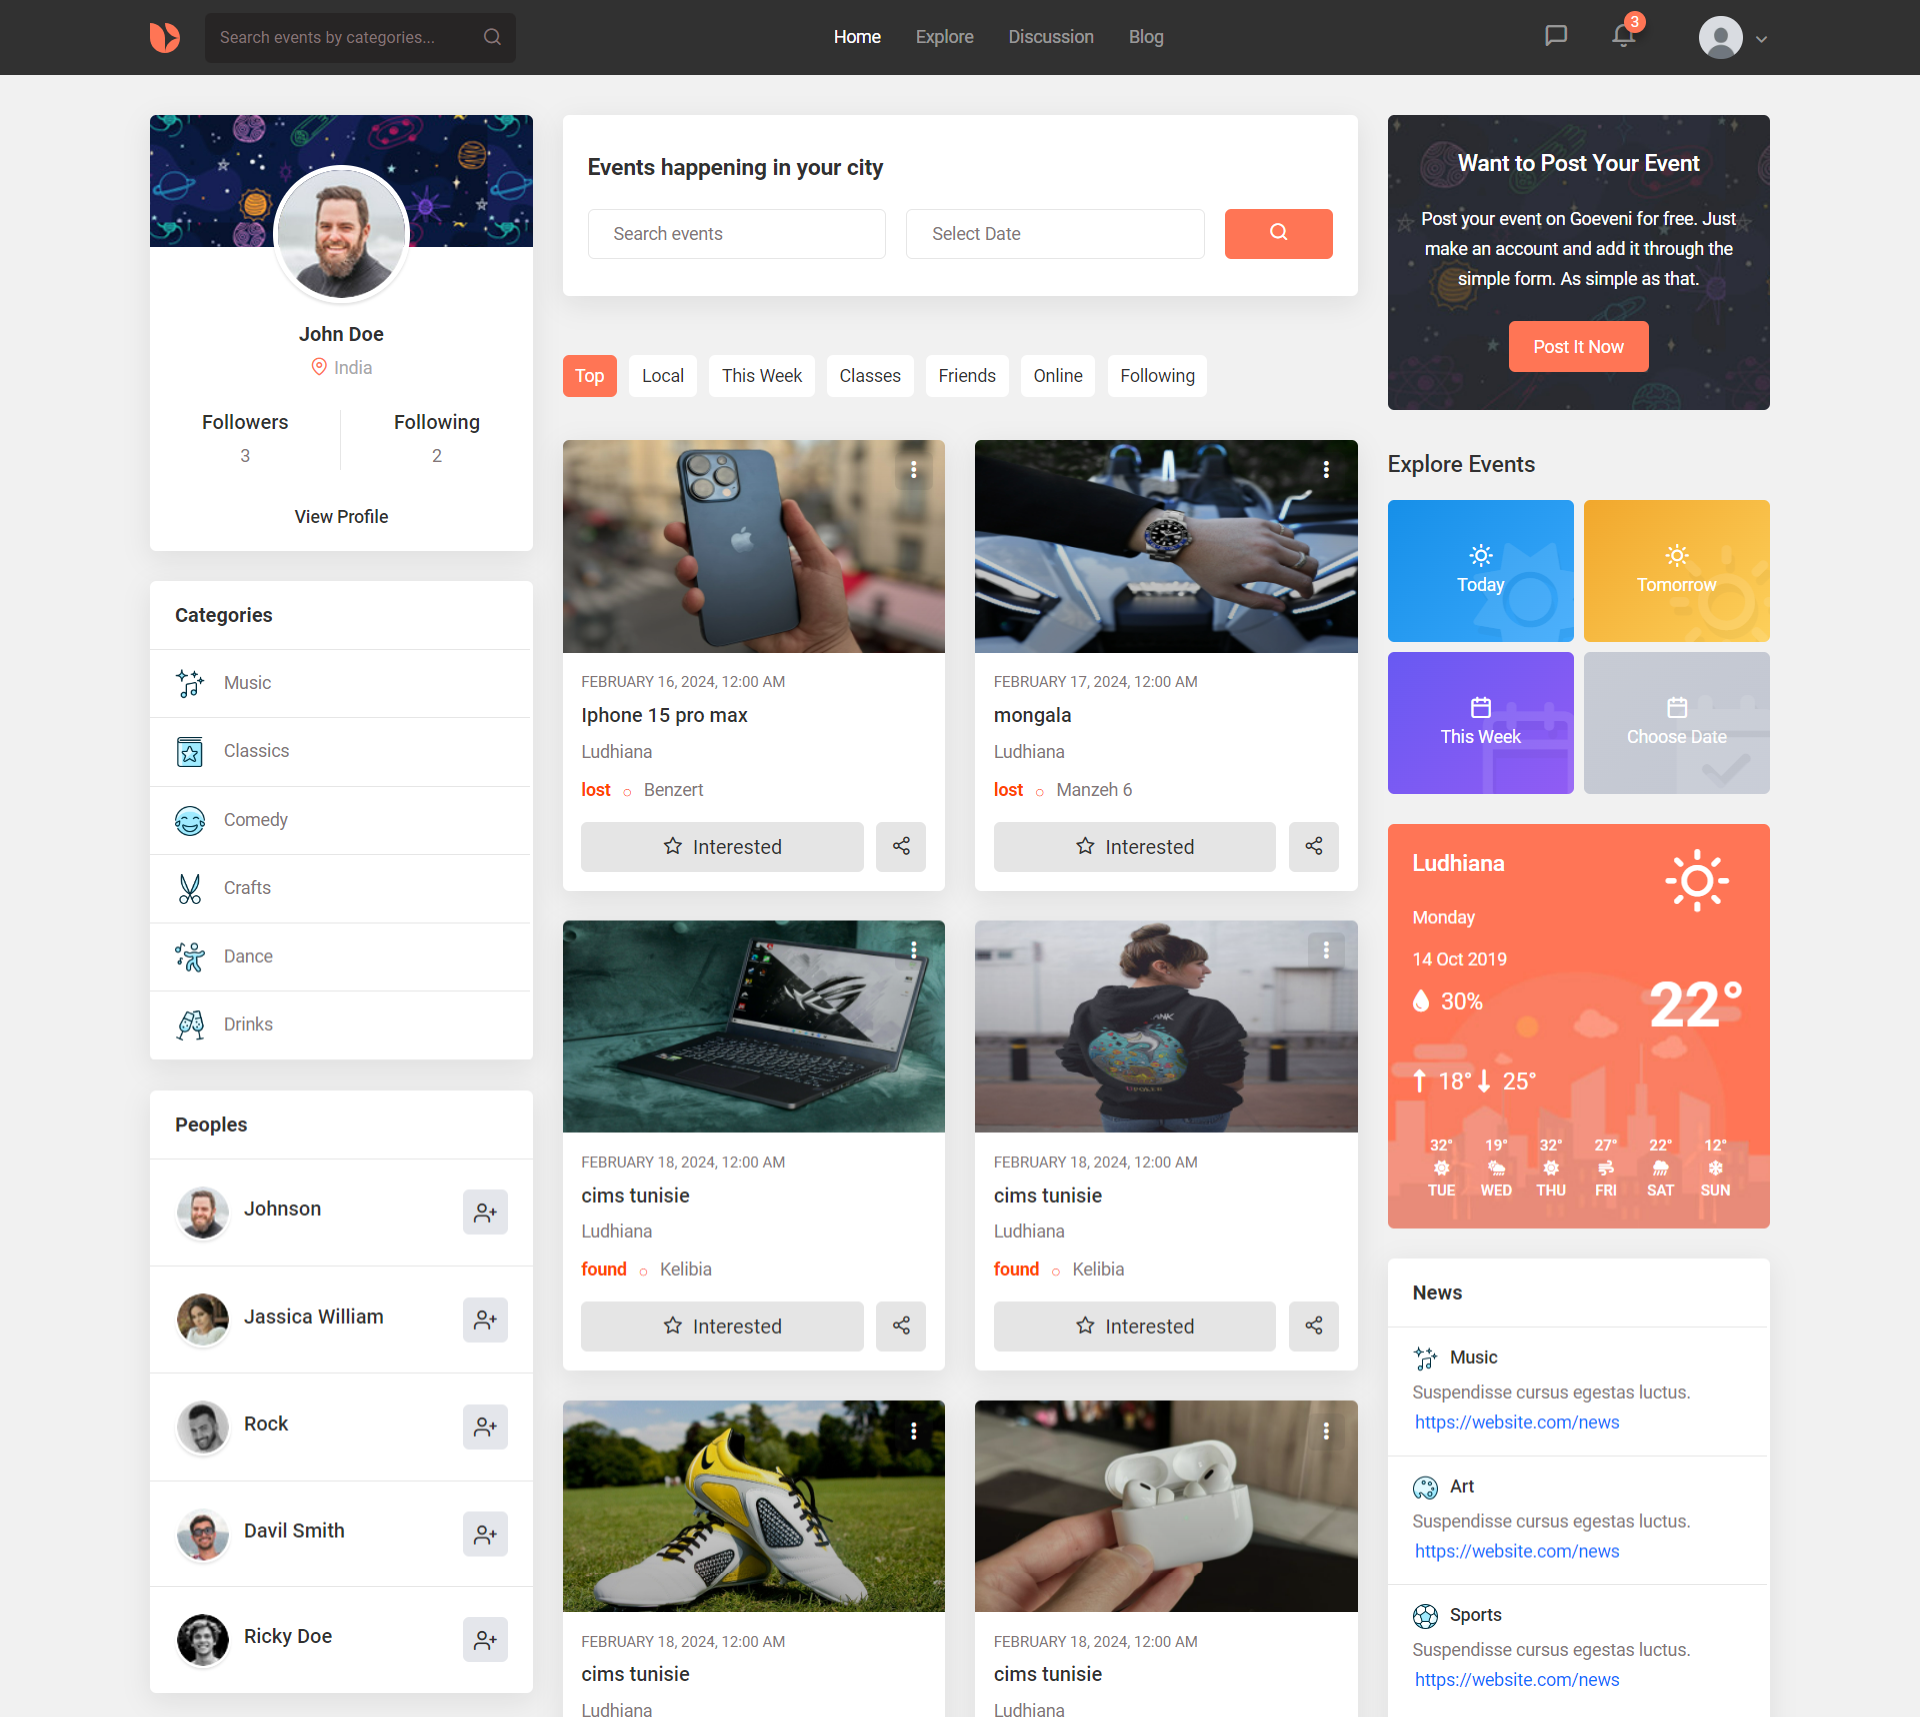 Search events by categories...
Home
Explore
Discussion
Blog
3
John Doe
India
Followers
Following
3
2
View Profile
Categories
Music
Classics
Comedy
Crafts
Dance
Drinks
Peoples
Johnson
Jassica William
Rock
Davil Smith
Ricky Doe
Events happening in your city
Search events
Select Date
Top
Local
This Week
Classes
Friends
Online
Following
FEBRUARY 16, 2024, 12:00 AM
Iphone 15 pro max
Ludhiana
lost ○ Benzert
Interested
FEBRUARY 17, 2024, 12:00 AM
mongala
Ludhiana
lost ○ Manzeh 6
Interested
FEBRUARY 18, 2024, 12:00 AM
cims tunisie
Ludhiana
found ○ Kelibia
Interested
FEBRUARY 18, 2024, 12:00 AM
cims tunisie
Ludhiana
found ○ Kelibia
Interested
FEBRUARY 18, 2024, 12:00 AM
cims tunisie
Ludhiana
FEBRUARY 18, 2024, 12:00 AM
cims tunisie
Ludhiana
Want to Post Your Event
Post your event on Goeveni for free. Just
make an account and add it through the
simple form. As simple as that.
Post It Now
Explore Events
Today
Tomorrow
This Week
Choose Date
Ludhiana
Monday
14 Oct 2019
30%
22°
18° 25°
32° 19° 32° 27° 22° 12°
TUE WED THU FRI SAT SUN
News
Music
Suspendisse cursus egestas luctus.
https://website.com/news
Art
Suspendisse cursus egestas luctus.
https://website.com/news
Sports
Suspendisse cursus egestas luctus.
https://website.com/news